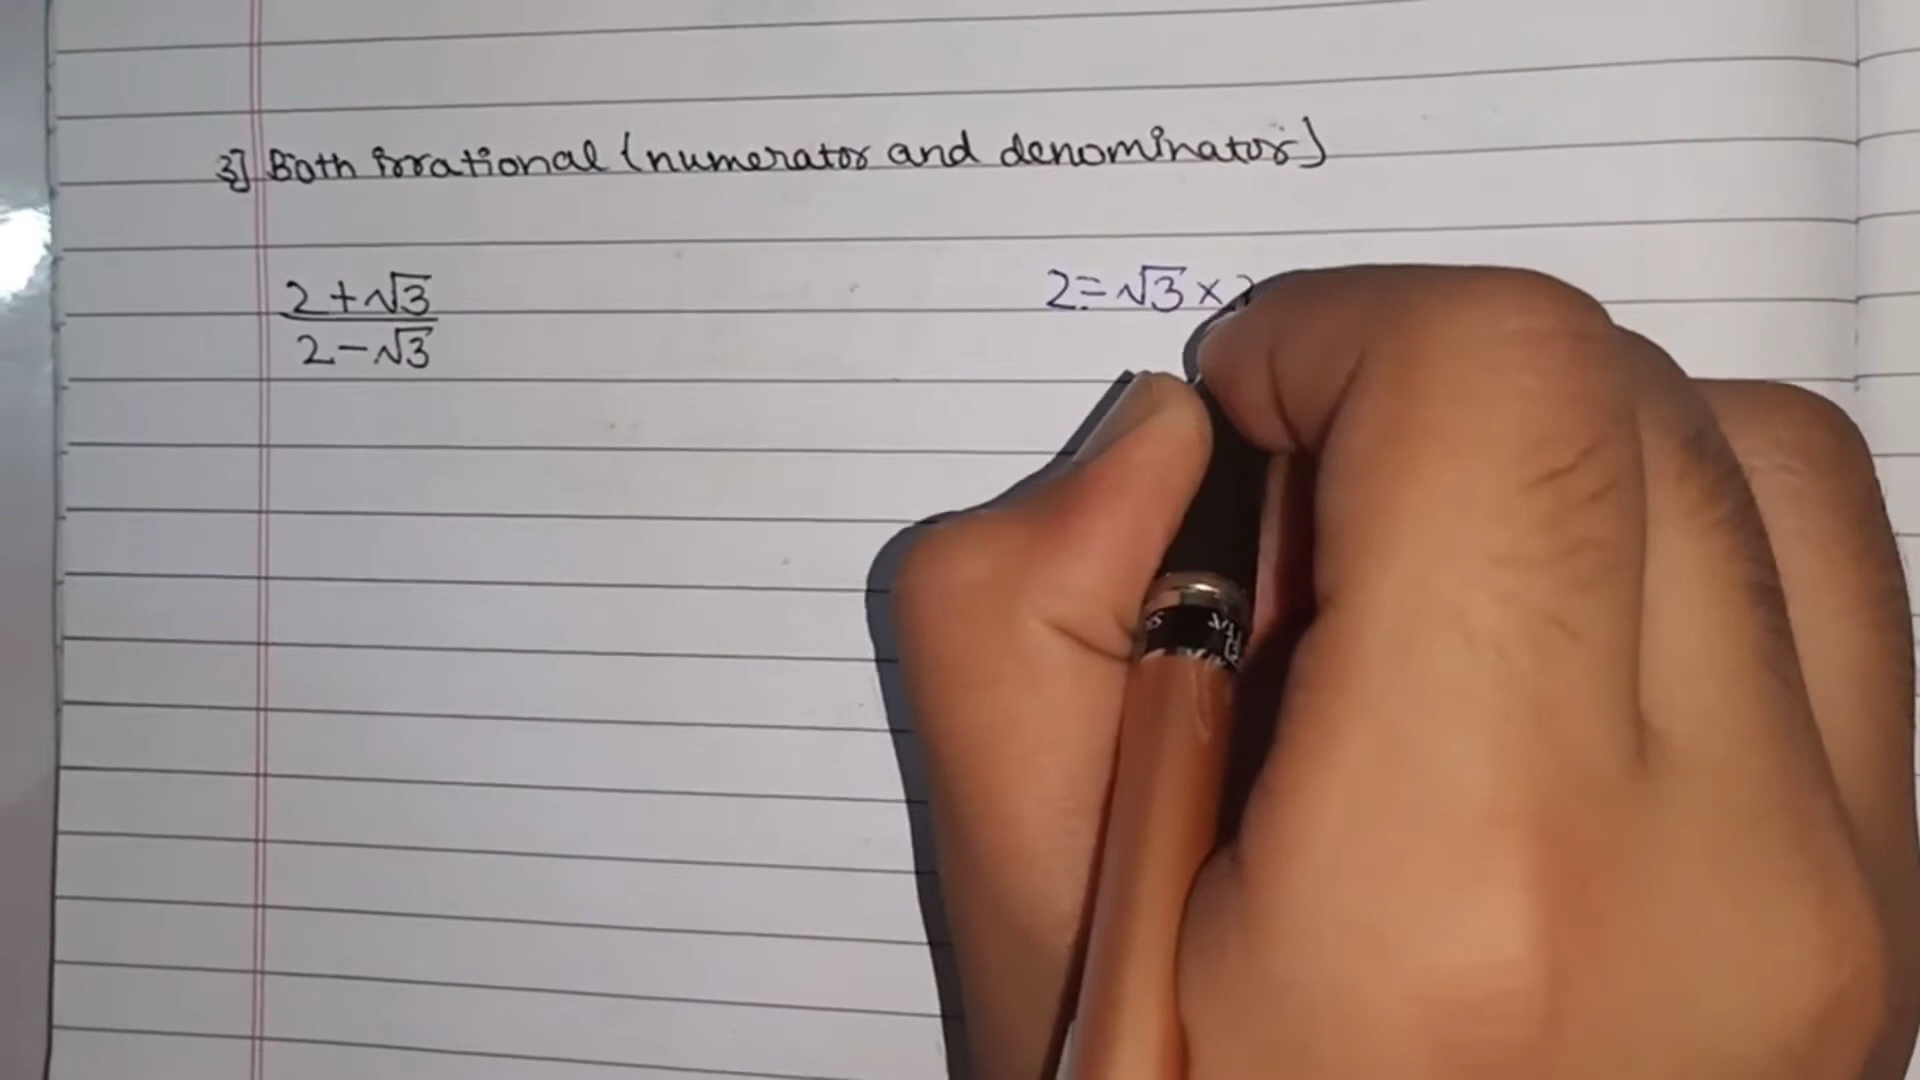 3] Both irrational (numerator and denominator)
2+√3
2-√3
2=√3×